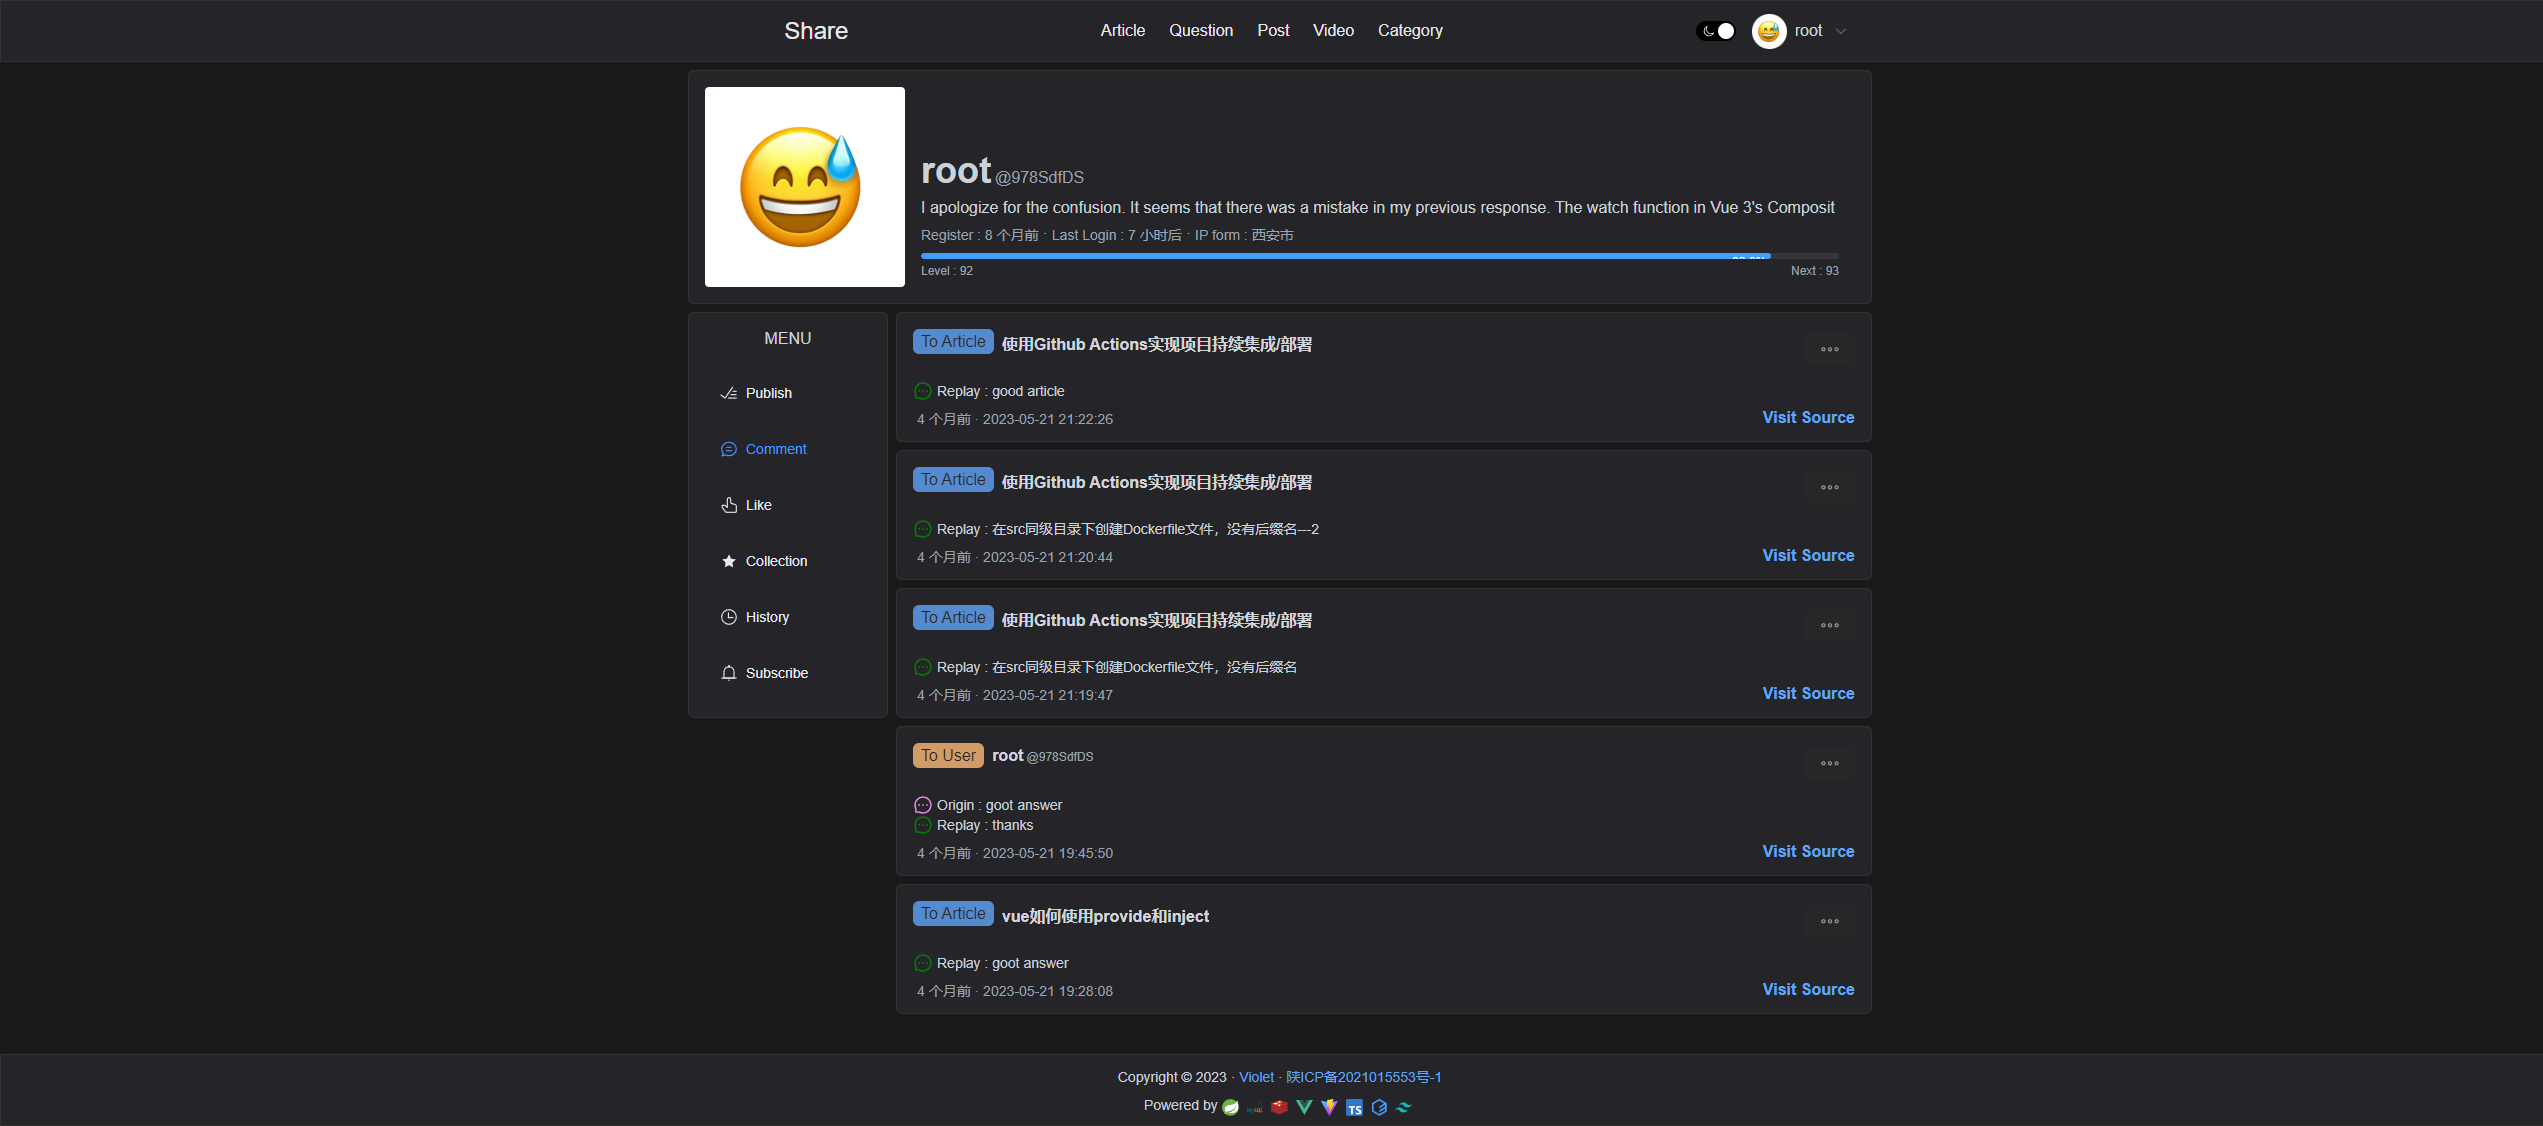 Share
Article Question Post Video Category
root
root @978SdfDS
I apologize for the confusion. It seems that there was a mistake in my previous response. The watch function in Vue 3's Composit
Register : 8 个月前 · Last Login : 7 小时后 · IP form : 西安市
Level : 92
Next : 93
MENU
Publish
Comment
Like
Collection
History
Subscribe
To Article 使用Github Actions实现项目持续集成/部署
Replay : good article
4 个月前 · 2023-05-21 21:22:26
Visit Source
To Article 使用Github Actions实现项目持续集成/部署
Replay : 在src同级目录下创建Dockerfile文件，没有后缀名---2
4 个月前 · 2023-05-21 21:20:44
Visit Source
To Article 使用Github Actions实现项目持续集成/部署
Replay : 在src同级目录下创建Dockerfile文件，没有后缀名
4 个月前 · 2023-05-21 21:19:47
Visit Source
To User root @978SdfDS
Origin : goot answer
Replay : thanks
4 个月前 · 2023-05-21 19:45:50
Visit Source
To Article vue如何使用provide和inject
Replay : goot answer
4 个月前 · 2023-05-21 19:28:08
Visit Source
Copyright © 2023 · Violet · 陕ICP备2021015553号-1
Powered by MySQL TS